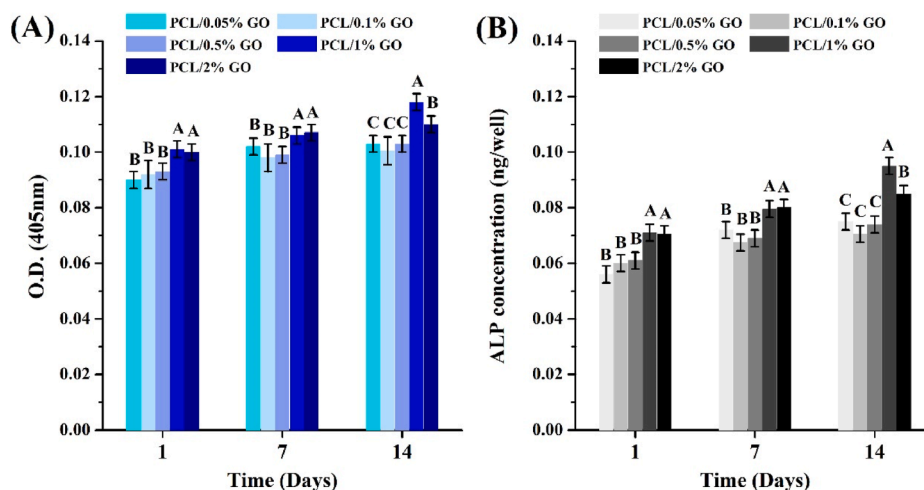 (A)
PCL/0.05% GO PCL/0.1% GO
PCL/0.5% GO PCL/1% GO
PCL/2% GO
O.D. (405nm)
0.14
0.12
0.10
0.08
0.06
0.04
0.02
0.00
B B B A A
B B B A A
C C C A B
1 7 14
Time (Days)
(B)
PCL/0.05% GO PCL/0.1% GO
PCL/0.5% GO PCL/1% GO
PCL/2% GO
ALP concentration (ng/well)
0.14
0.12
0.10
0.08
0.06
0.04
0.02
0.00
B B B A A
B B B A A
C C C A B
1 7 14
Time (Days)